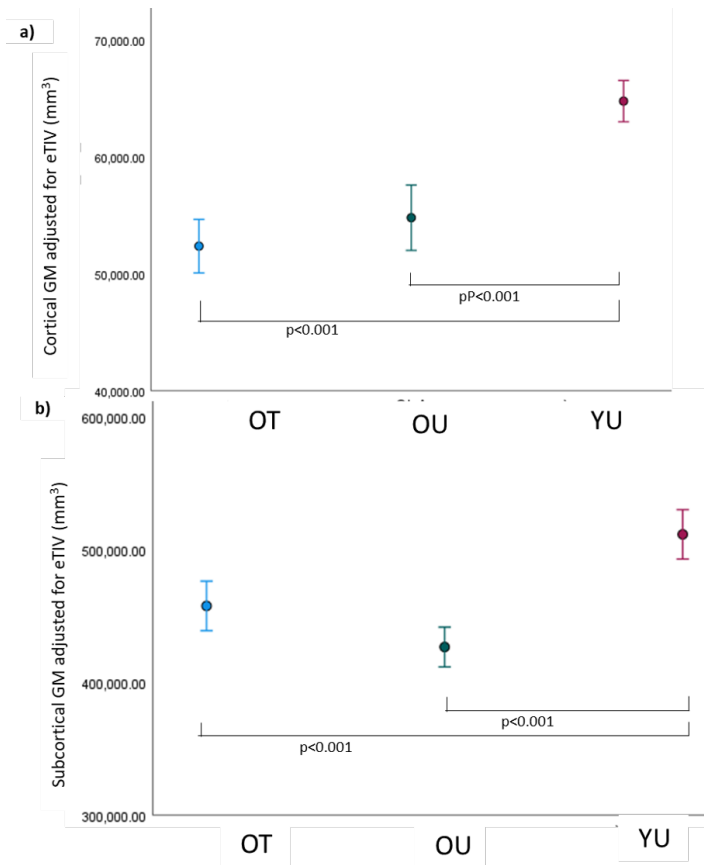 a)
Cortical GM adjusted for eTIV (mm³)
70,000.00
60,000.00
50,000.00
40,000.00
pP<0.001
p<0.001
OT
OU
YU
b)
Subcortical GM adjusted for eTIV (mm³)
600,000.00
500,000.00
400,000.00
300,000.00
p<0.001
p<0.001
OT
OU
YU